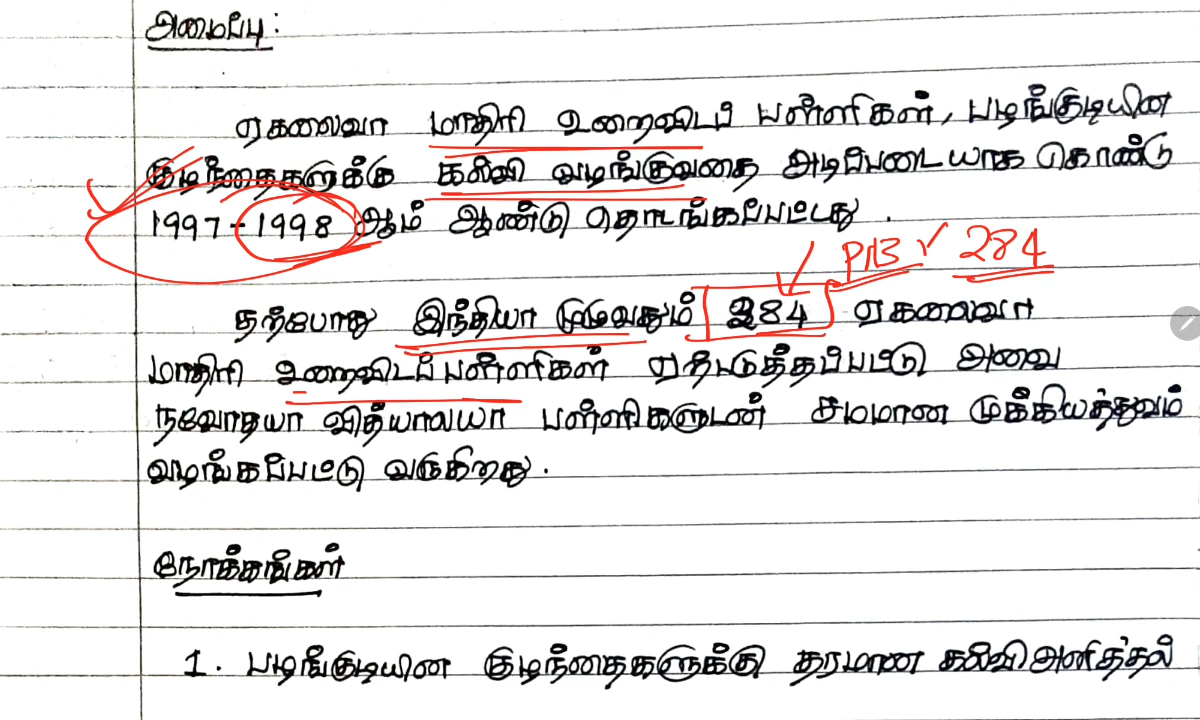 அமைப்பு:
ஏகலைவா மாதிரி உறைவிடப் பள்ளிகள், பழங்குடியின
குழந்தைகளுக்கு கல்வி வழங்குவதை அடிப்படையாக கொண்டு
1997-1998 ஆம் ஆண்டு தொடங்கப்பட்டது.
PIB 284
தற்போது இந்தியா முழுவதும் 284 ஏகலைவா
மாதிரி உறைவிடப்பள்ளிகள் ஏற்படுத்தப்பட்டு அவை
நவோதயா வித்யாலயா பள்ளிகளுடன் சமமான முக்கியத்துவம்
வழங்கப்பட்டு வருகிறது.
நோக்கங்கள்
1. பழங்குடியின குழந்தைகளுக்கு தரமான கல்வி அளித்தல்